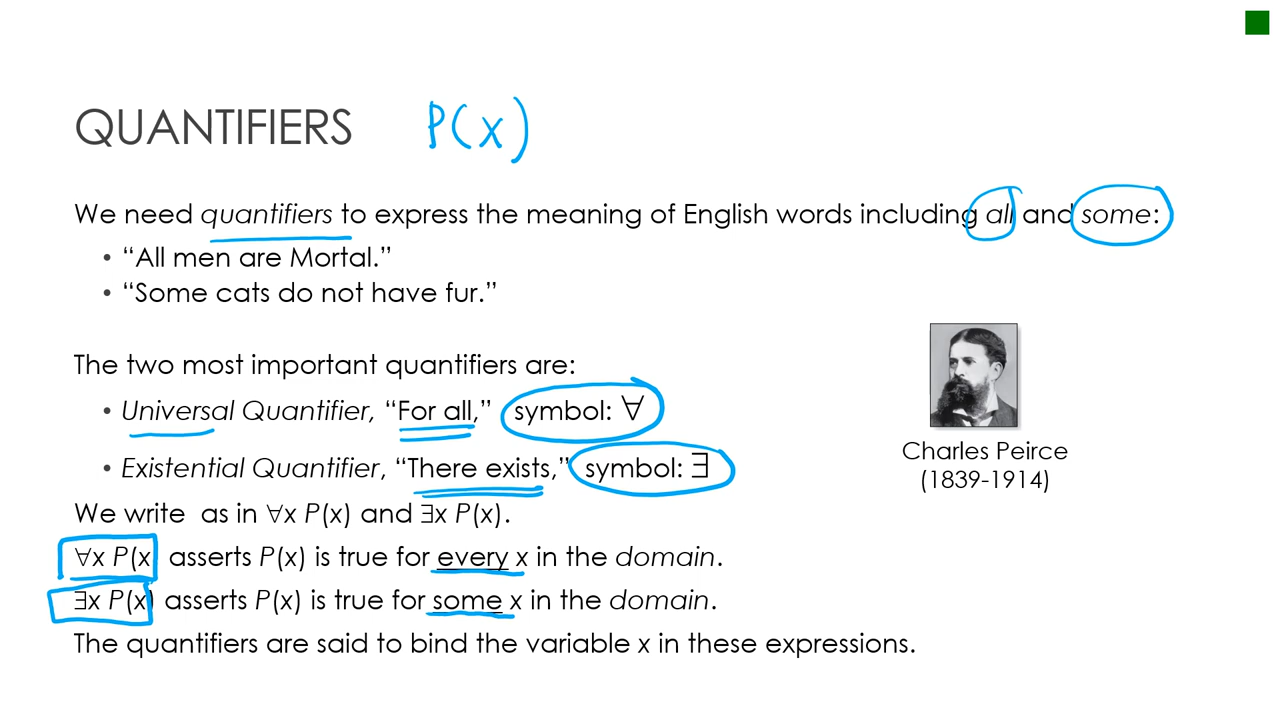 QUANTIFIERS P(x)
We need quantifiers to express the meaning of English words including all and some:
• “All men are Mortal.”
• “Some cats do not have fur.”
The two most important quantifiers are:
• Universal Quantifier, “For all,” symbol: ∀
• Existential Quantifier, “There exists,” symbol: ∃
We write as in ∀x P(x) and ∃x P(x).
∀x P(x) asserts P(x) is true for every x in the domain.
∃x P(x) asserts P(x) is true for some x in the domain.
The quantifiers are said to bind the variable x in these expressions.
Charles Peirce
(1839-1914)